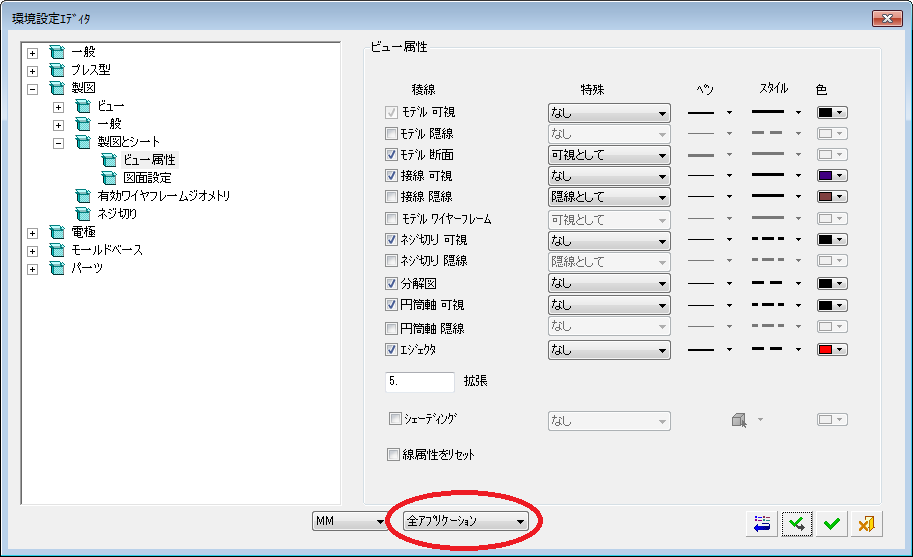 環境設定ｴﾃﾞｨﾀ
一般
ﾌﾟﾚｽ型
製図
ﾋﾞｭｰ
一般
製図とｼｰﾄ
ﾋﾞｭｰ属性
図面設定
有効ﾜｲﾔﾌﾚｰﾑｼﾞｵﾒﾄﾘ
ﾈｼﾞ切り
電極
ﾓｰﾙﾄﾞﾍﾞｰｽ
ﾊﾟｰﾂ
ﾋﾞｭｰ属性
稜線 特殊 ﾍﾟﾝ ｽﾀｲﾙ 色
ﾓﾃﾞﾙ 可視 なし
ﾓﾃﾞﾙ 隠線 なし
ﾓﾃﾞﾙ 断面 可視として
接線 可視 なし
接線 隠線 隠線として
ﾓﾃﾞﾙ ﾜｲﾔｰﾌﾚｰﾑ 可視として
ﾈｼﾞ切り 可視 なし
ﾈｼﾞ切り 隠線 隠線として
分解図 なし
円筒軸 可視 なし
円筒軸 隠線 なし
ｴｼﾞｪｸﾀ なし
5. 拡張
ｼｪｰﾃﾞｨﾝｸﾞ なし
線属性をﾘｾｯﾄ
MM 全ｱﾌﾟﾘｹｰｼｮﾝ